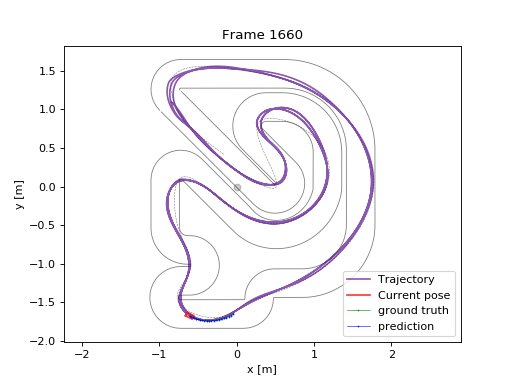 Frame 1660
1.5
1.0
0.5
0.0
−0.5
−1.0
−1.5
−2.0
y [m]
−2
−1
0
1
2
x [m]
Trajectory
Current pose
ground truth
prediction